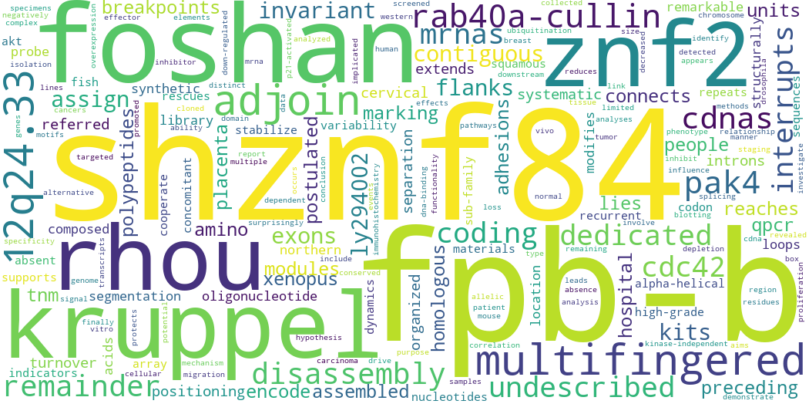 breakpoints
foshan
invariant
rab40a-cullin
remarkable
units
mrnas
znf2
contiguous
squamous
extends
interrupts
structurally
12q24.33
probe
fish
synthetic
rescues
flanks
systematic
connects
repeats
assign
adjoin
cervical
marking
cdnas
referred
library
stabilize
variability
people
introns
polypeptides
placenta
postulated
shznf84
separation
adhesions
modifies
ly294002
sub-family
pak4
lies
codon
reaches
recurrent
qpcr
loops
composed
cooperate
concomitant
amino
exons
northern
coding
dedicated
materials
absent
rhou
modules
xenopus
supports
tnm
segmentation
oligonucleotide
dynamics
organized
homologous
fpb-b
location
hospital
cdc42
alpha-helical
high-grade
kits
kruppel
turnover
acids
array
indicators
disassembly
multifingered
remainder
positioning
encode
assembled
nucleotides
undescribed
preceding
specimens
negatively
complex
effector
elements
overexpression
akt
isolation
inhibitor
down-regulated
p21-activated
mrna
analyzed
distinct
western
human
implicated
screened
collected
breast
ubiquitination
downstream
appears
size
reduces
decreased
identify
detected
link
chromosome
drosophila
databases
sequences
methods
lines
genes
cancers
motifs
targeted
alternative
cloned
ability
domain
data
effects
multiple
report
conclusion
dependent
surprisingly
occurs
immunohistochemistry
dna-binding
functionality
pathways
vivo
normal
tissue
limited
analyses
tumor
phenotype
relationship
manner
inhibit
staging
influence
splicing
investigate
loss
blotting
involve
cdna
revealed
depletion
box
proliferation
specificity
transcripts
genome
signal
include
conserved
remaining
type
leads
absence
analysis
region
residues
allelic
patient
mouse
finally
vitro
protects
potential
hypothesis
purpose
correlation
kinase-independent
aims
mechanism
cellular
migration
carcinoma
drive
samples
demonstrate
promoted